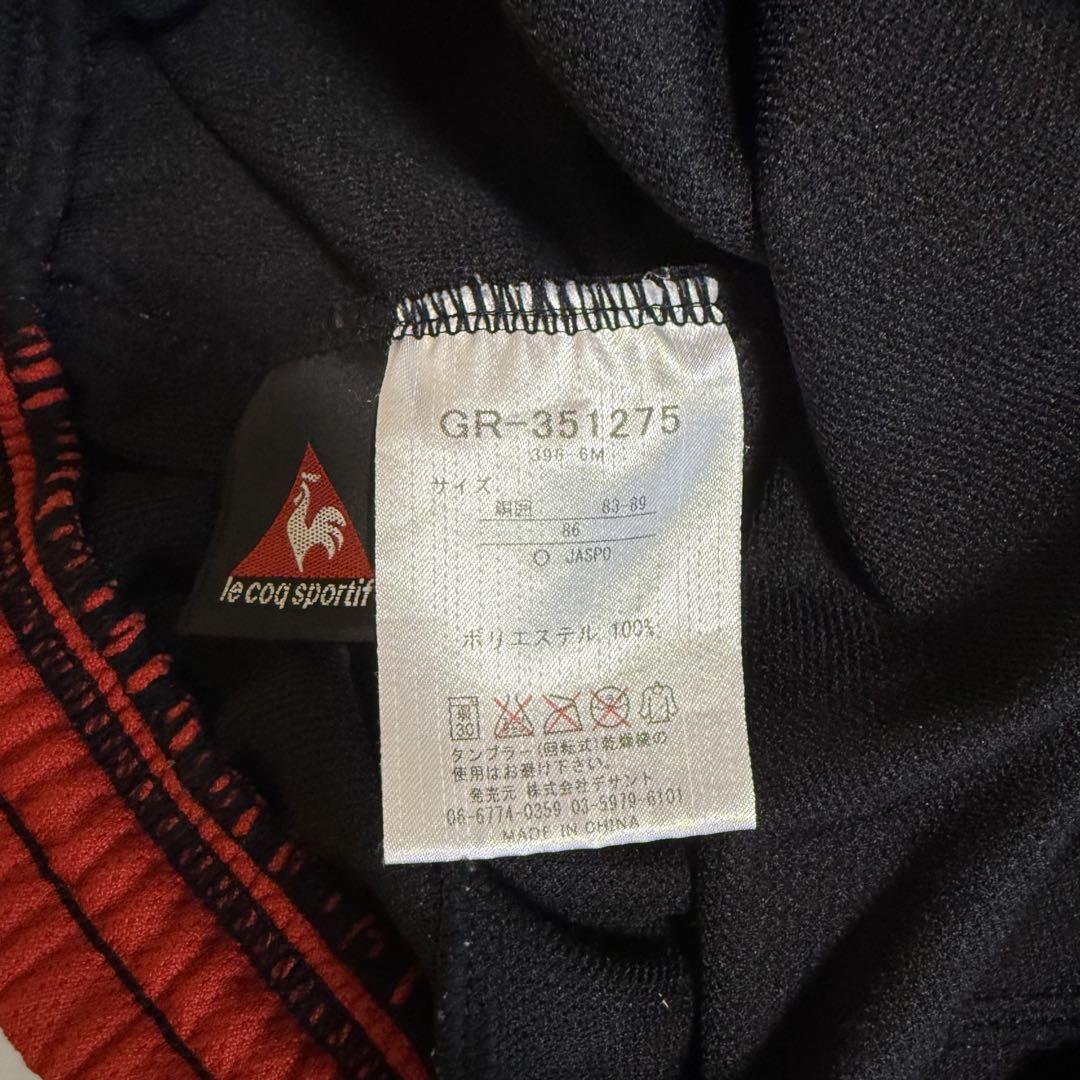 GR-351275
396 6M
サイズ
胴囲 83-89
86
○ JASPO
ポリエステル 100%
弱
30
タンブラー(回転式)乾燥機の
使用はお避け下さい。
発売元 株式会社デサント
06-6774-0359 03-5979-6101
MADE IN CHINA
le coq sportif